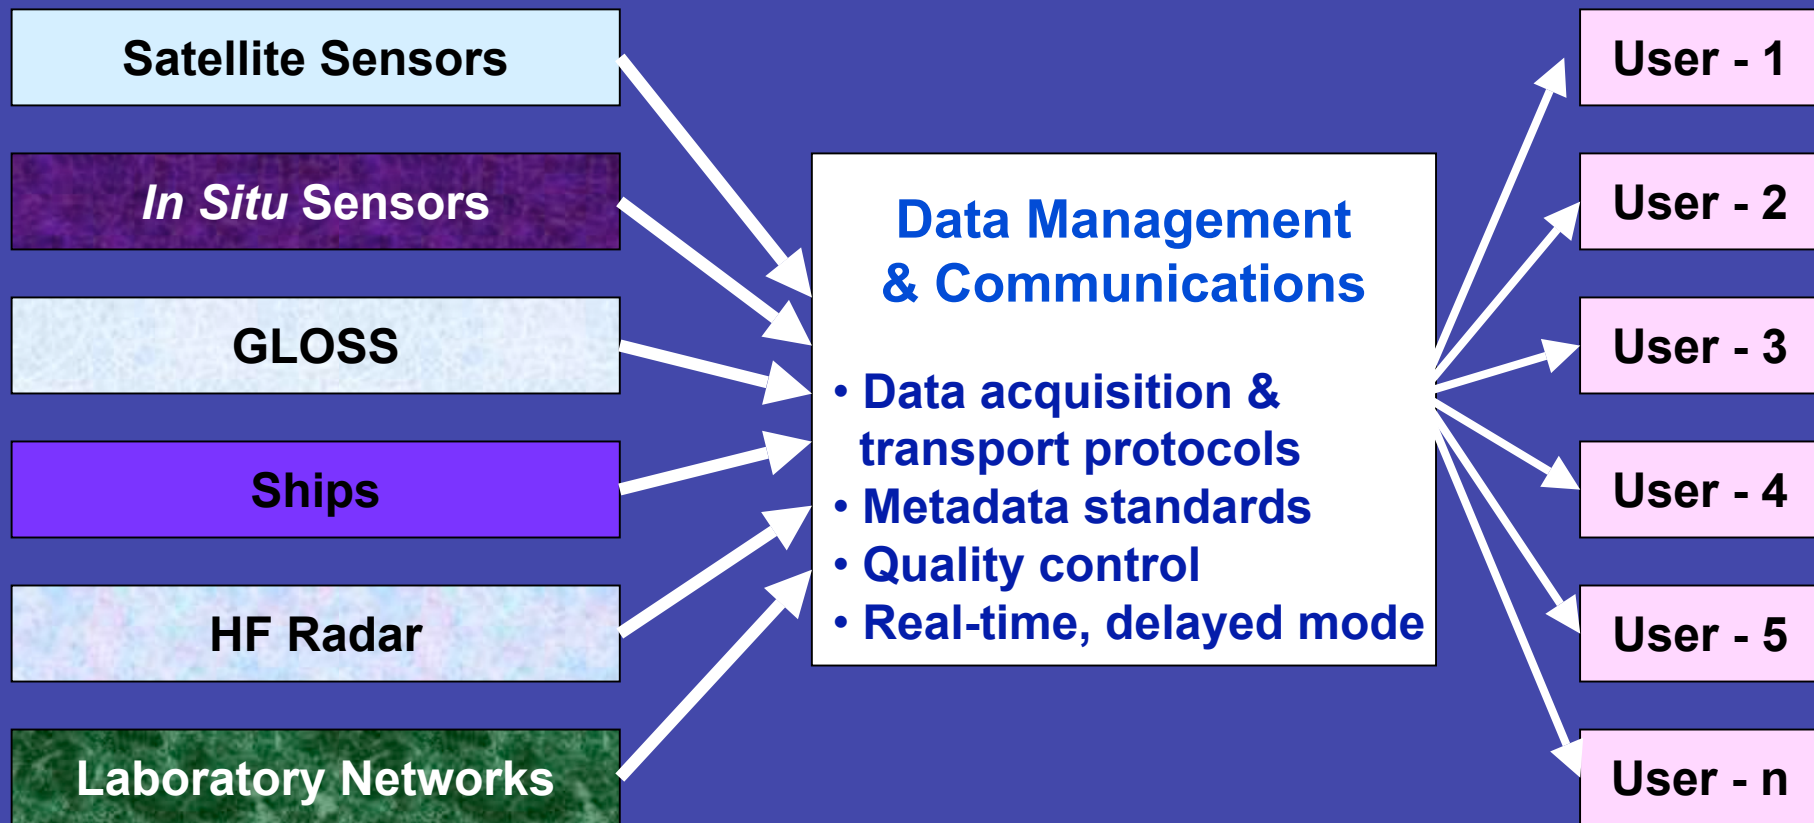 Satellite Sensors
In Situ Sensors
GLOSS
Ships
HF Radar
Laboratory Networks
Data Management
& Communications
• Data acquisition &
transport protocols
• Metadata standards
• Quality control
• Real-time, delayed mode
User - 1
User - 2
User - 3
User - 4
User - 5
User - n